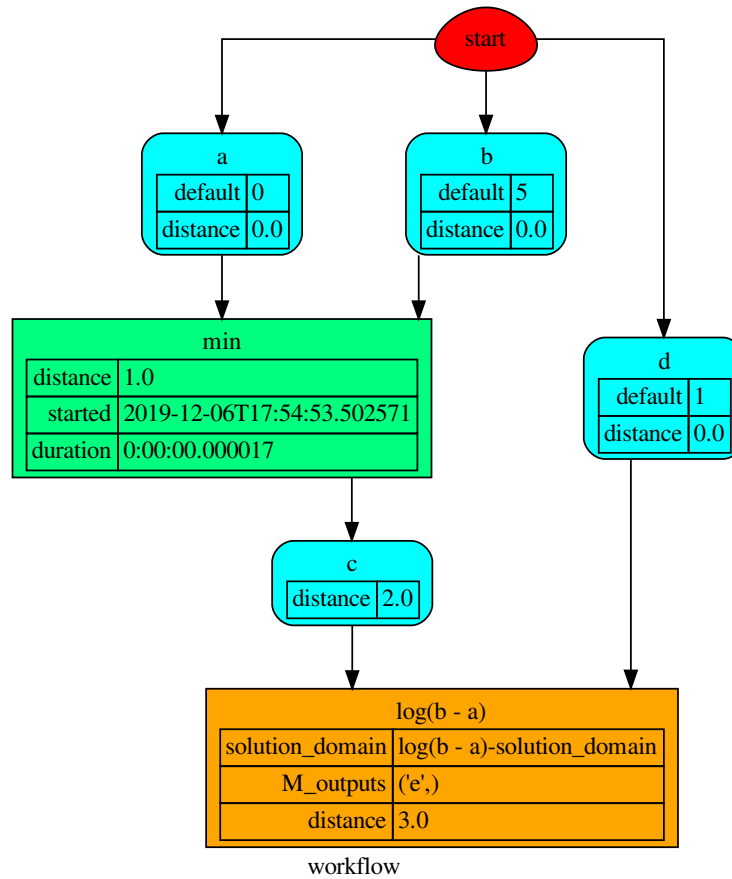 start
a
default 0
distance 0.0
b
default 5
distance 0.0
min
distance 1.0
started 2019-12-06T17:54:53.502571
duration 0:00:00.000017
d
default 1
distance 0.0
c
distance 2.0
log(b - a)
solution_domain log(b - a)-solution_domain
M_outputs ('e',)
distance 3.0
workflow